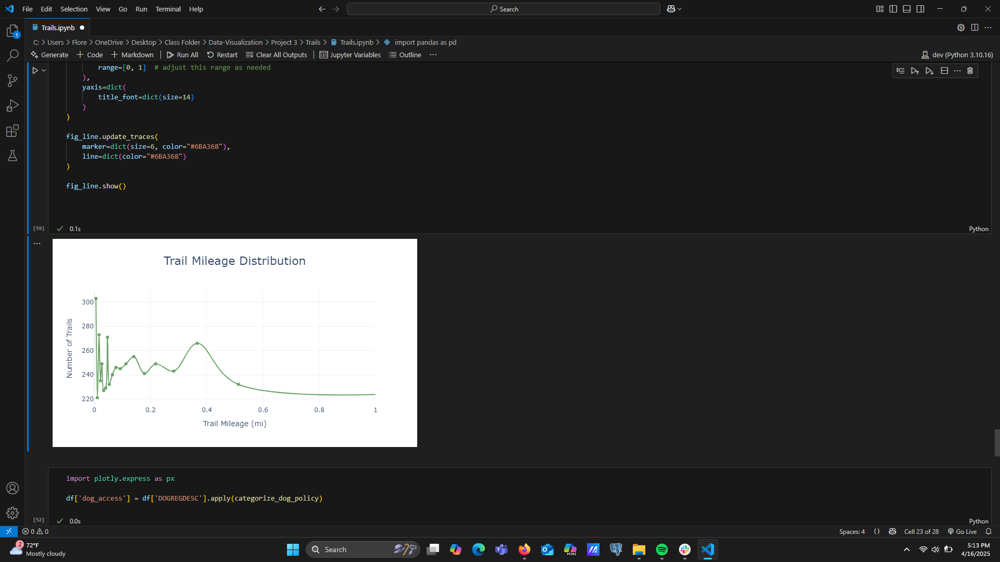 File Edit Selection View Go Run Terminal Help
Search
Trails.ipynb
1
C: > Users > Flore > OneDrive > Desktop > Class Folder > Data-Visualization > Project 3 > Trails > Trails.ipynb > import pandas as pd
Generate + Code + Markdown Run All Restart Clear All Outputs Jupyter Variables Outline ...
dev (Python 3.10.16)
range=[0, 1]  # adjust this range as needed
),
yaxis=dict(
title_font=dict(size=14)
)
)
fig_line.update_traces(
marker=dict(size=6, color="#6BA368"),
line=dict(color="#6BA368")
)
fig_line.show()
[59] 0.1s Python
Trail Mileage Distribution
300
280
260
240
220
Number of Trails
0 0.2 0.4 0.6 0.8 1
Trail Mileage (mi)
import plotly.express as px
df['dog_access'] = df['DOGREGDESC'].apply(categorize_dog_policy)
[52] 0.0s Python
0 0 Spaces: 4 {} Cell 23 of 28 Go Live
2
72°F
Mostly cloudy
Search
M365
5:13 PM
4/16/2025